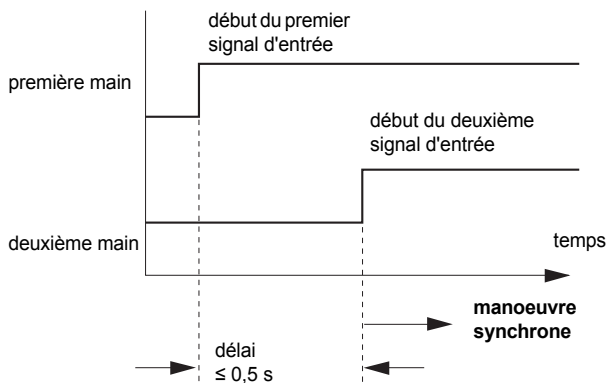 début du premier
signal d'entrée
première main
début du deuxième
signal d'entrée
deuxième main
temps
manoeuvre
synchrone
délai
≤ 0,5 s